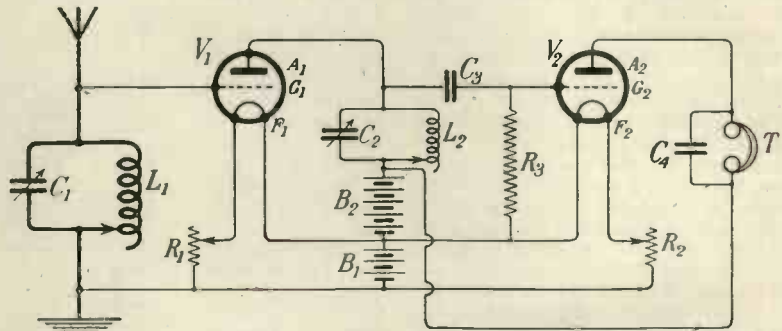 V₁
A₁
G₁
F₁
C₃
V₂
A₂
G₂
F₂
C₁
L₁
C₂
L₂
R₃
C₄
T
B₂
R₁
B₁
R₂